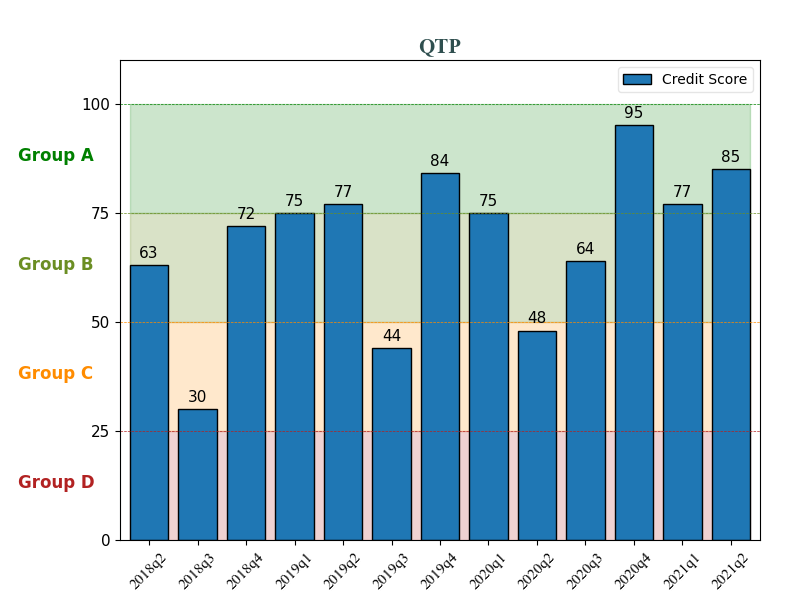 QTP
Credit Score
100
75
50
25
0
Group A
Group B
Group C
Group D
63
30
72
75
77
44
84
75
48
64
95
77
85
2018q2
2018q3
2018q4
2019q1
2019q2
2019q3
2019q4
2020q1
2020q2
2020q3
2020q4
2021q1
2021q2